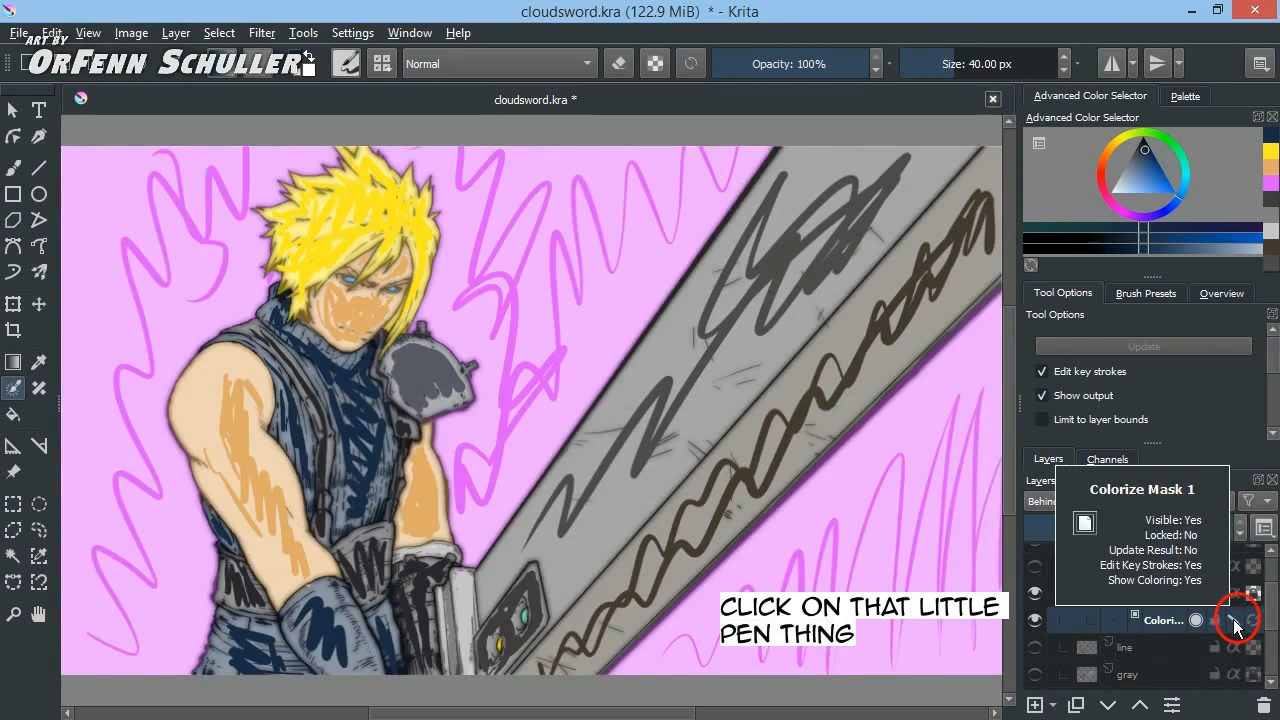 cloudsword.kra (122.9 MiB) * - Krita
File Edit View Image Layer Select Filter Tools Settings Window Help
ART BY
ORFENN SCHULLER
Normal
Opacity: 100%
Size: 40.00 px
cloudsword.kra *
Advanced Color Selector
Palette
Advanced Color Selector
Tool Options
Brush Presets
Overview
Tool Options
Update
Edit key strokes
Show output
Limit to layer bounds
Layers
Channels
Colorize Mask 1
Visible: Yes
Locked: No
Update Result: No
Edit Key Strokes: Yes
Show Coloring: Yes
Colori...
line
gray
CLICK ON THAT LITTLE
PEN THING